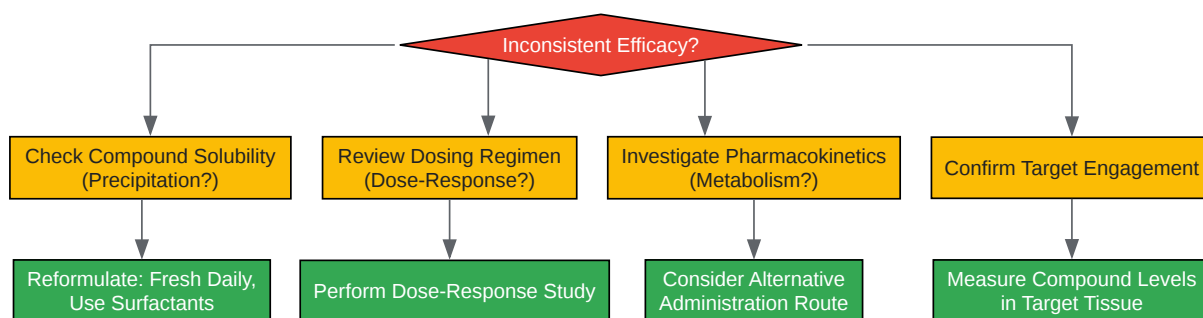 Inconsistent Efficacy?
Check Compound Solubility
(Precipitation?)
Review Dosing Regimen
(Dose-Response?)
Investigate Pharmacokinetics
(Metabolism?)
Confirm Target Engagement
Reformulate: Fresh Daily,
Use Surfactants
Perform Dose-Response Study
Consider Alternative
Administration Route
Measure Compound Levels
in Target Tissue